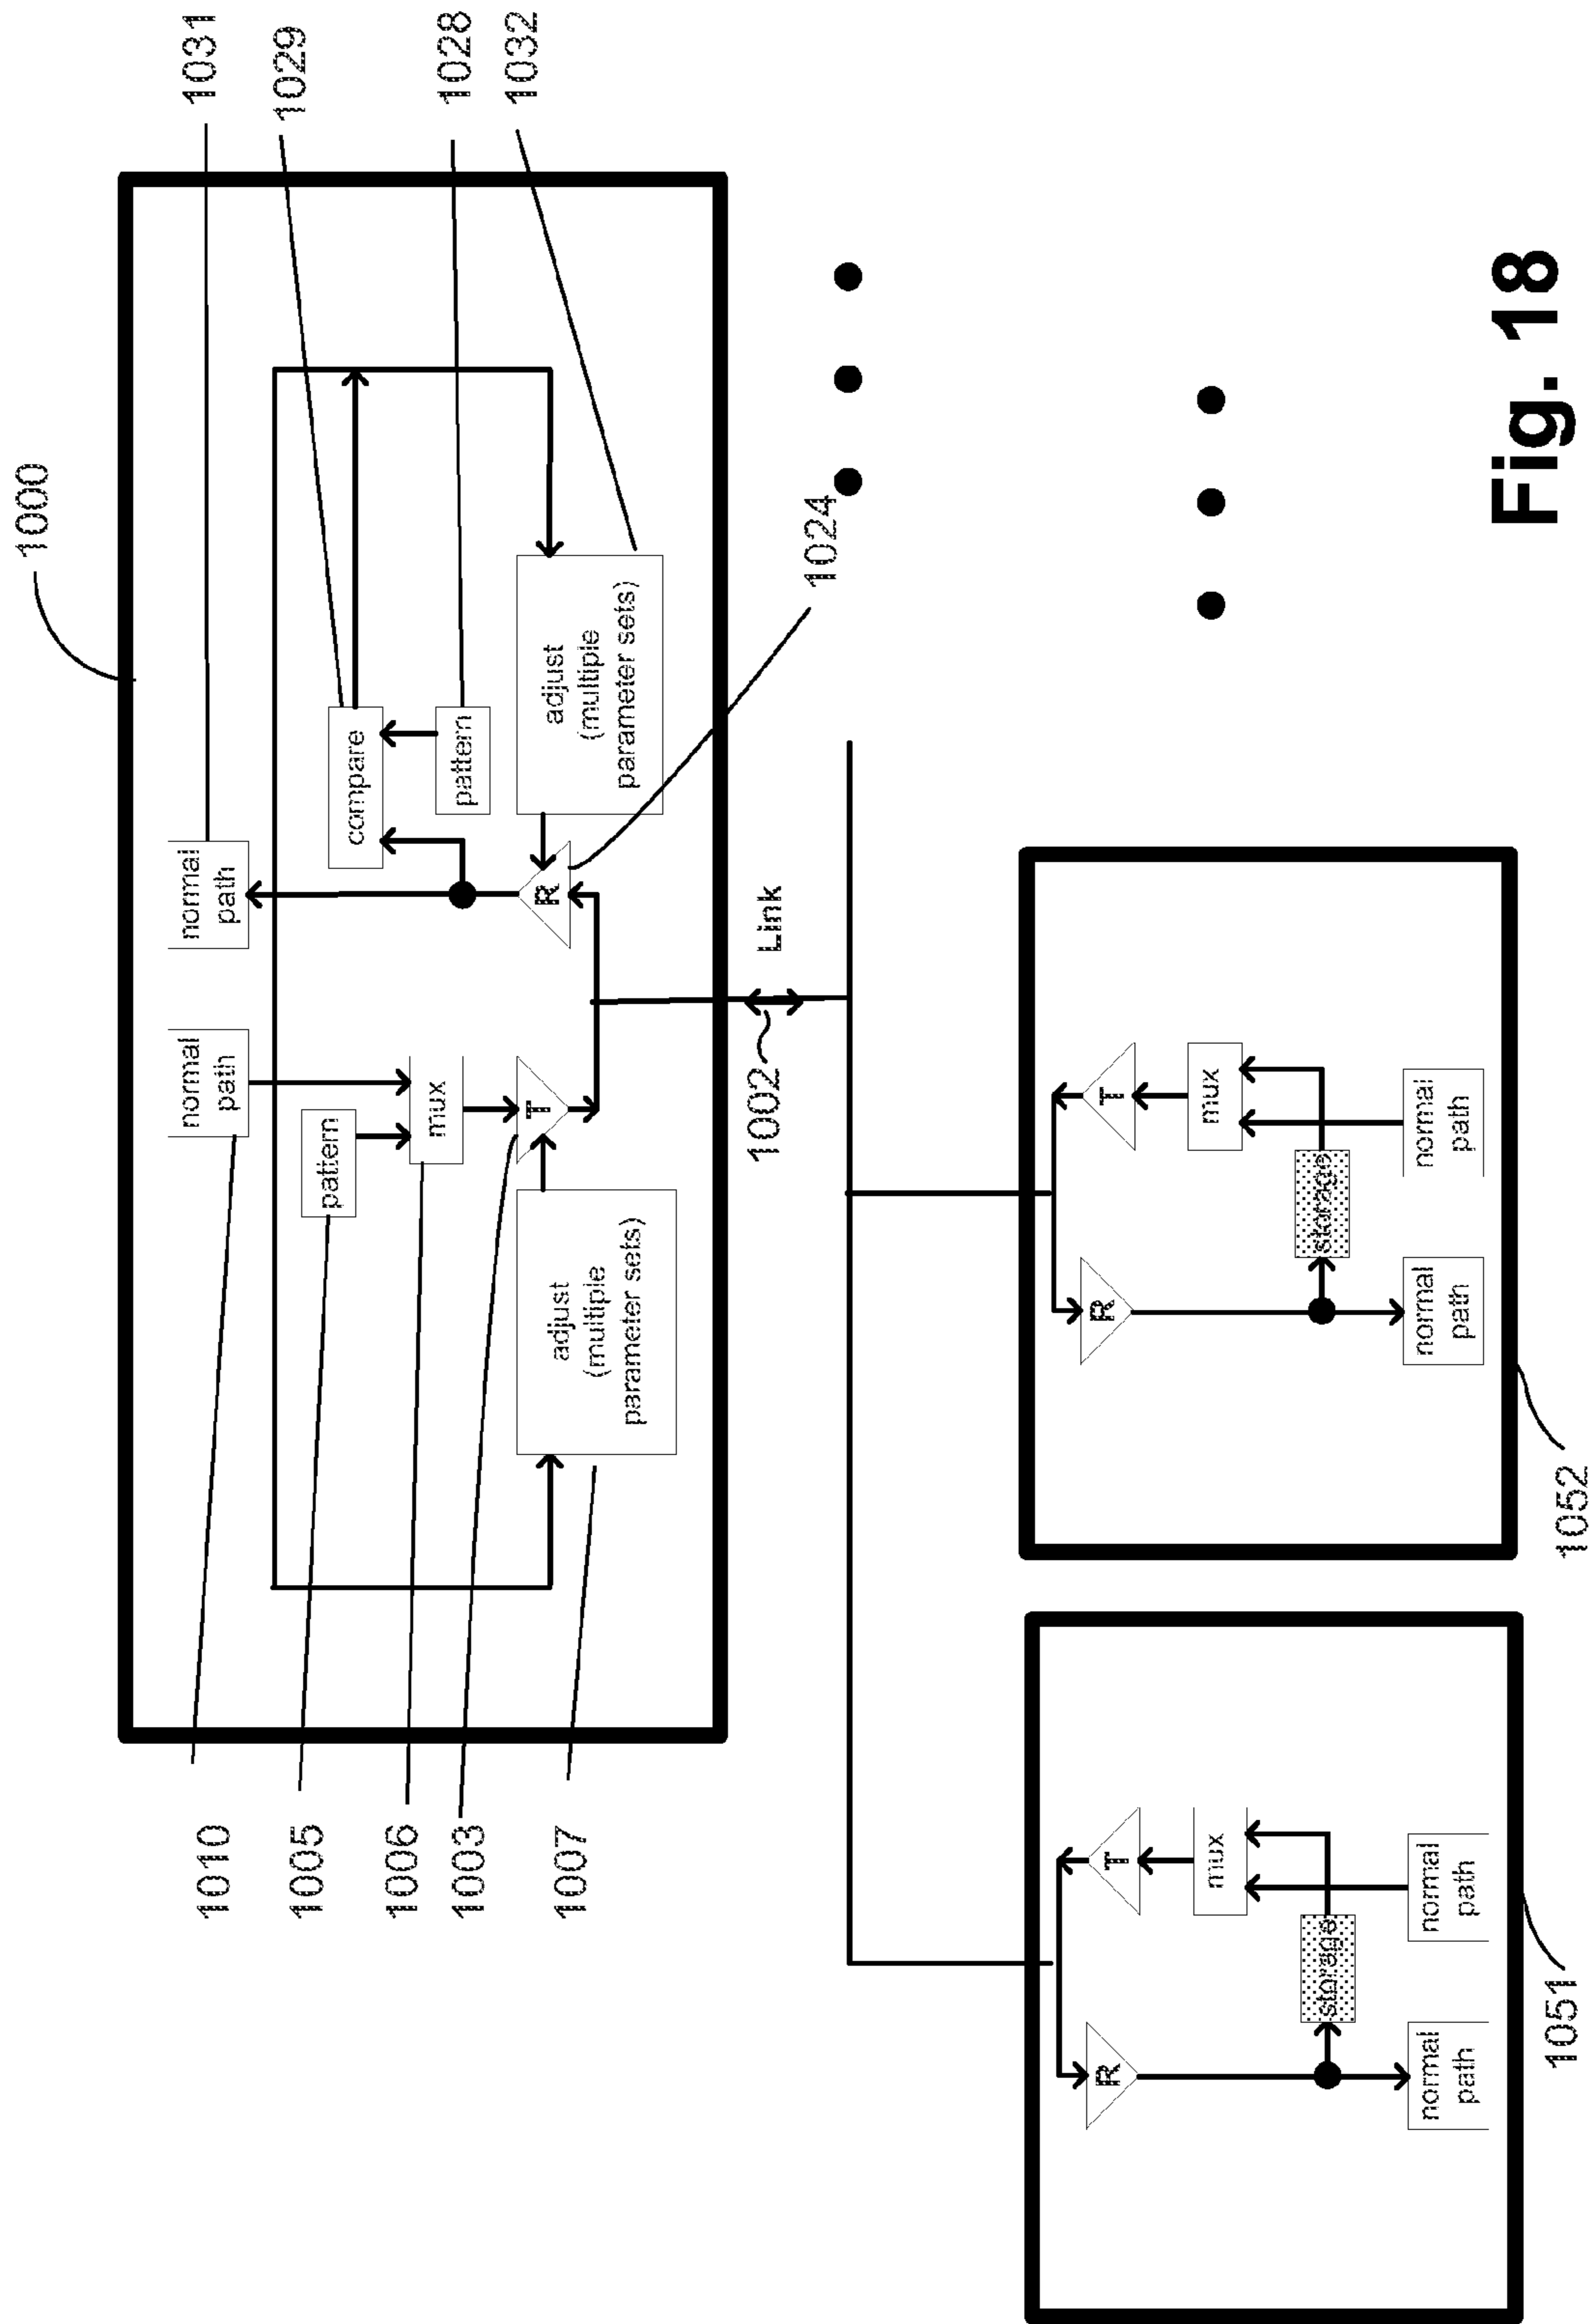 1000
1010
1005
1006
1003
1007
1031
1029
1028
1032
normal
path
normal
path
pattern
compare
mux
pattern
T
R
adjust
(multiple
parameter sets)
adjust
(multiple
parameter sets)
1024
1002
Link
R
T
mux
storage
normal
path
normal
path
1051
R
T
mux
storage
normal
path
normal
path
1052
Fig. 18